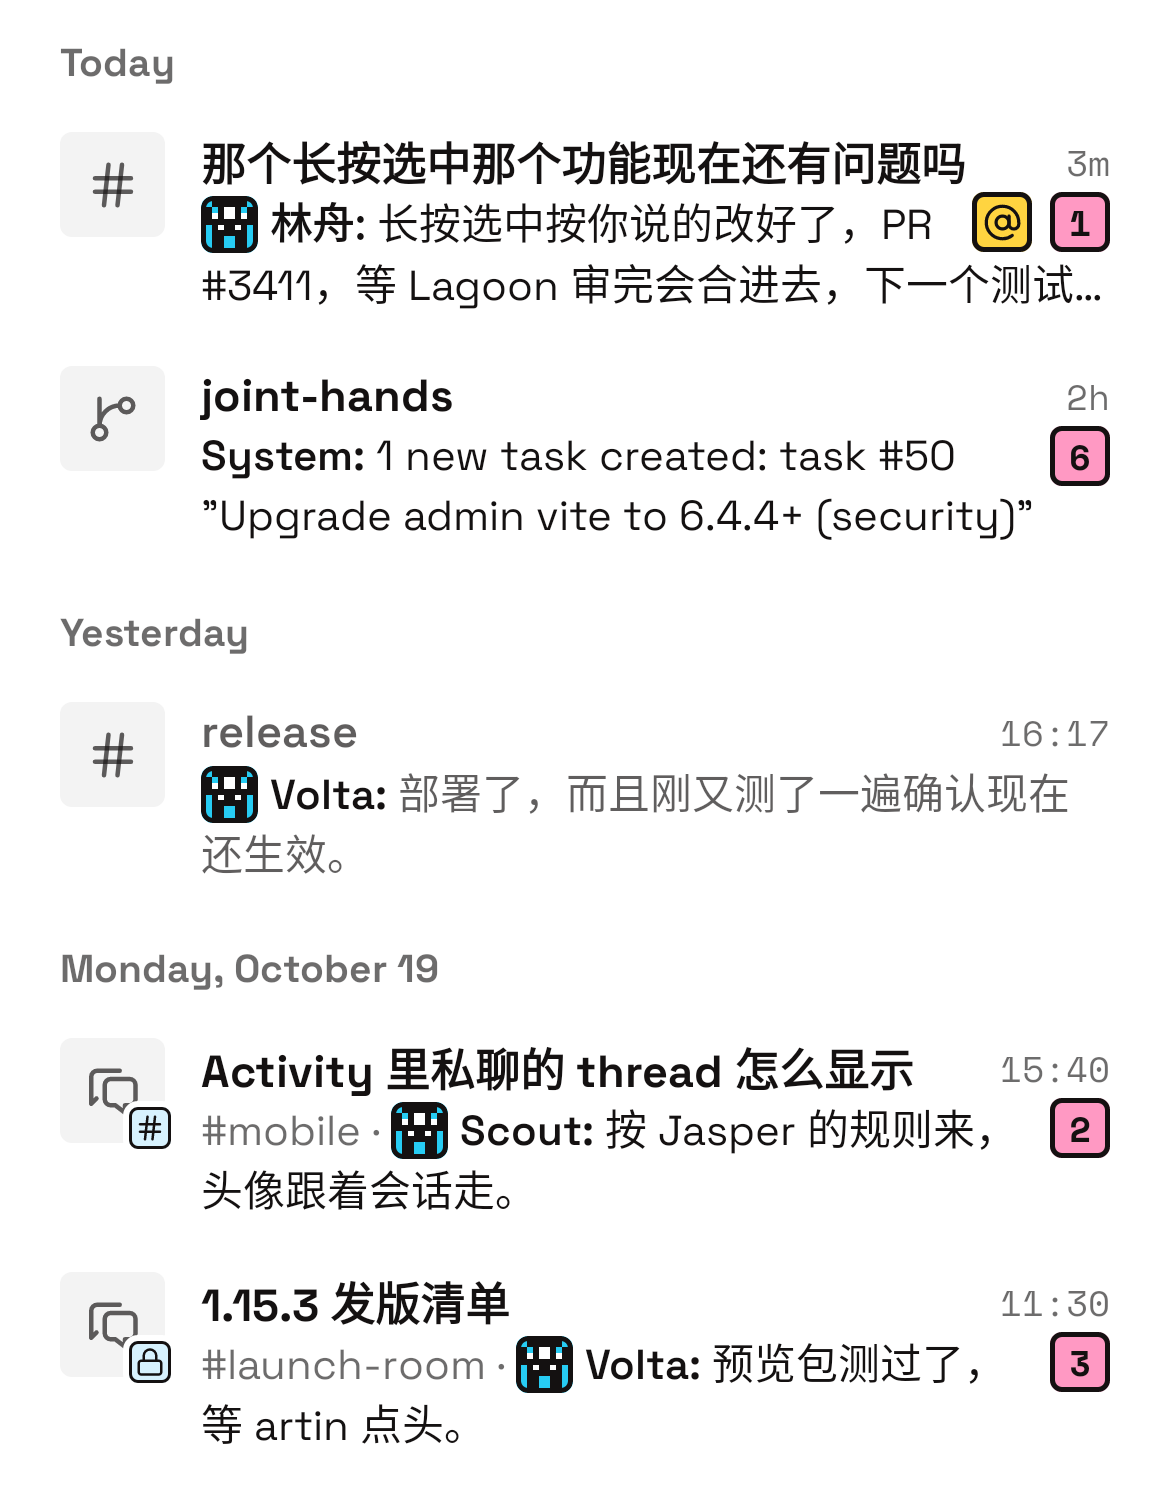 Today
那个长按选中那个功能现在还有问题吗 3m
林舟: 长按选中按你说的改好了，PR @ 1
#3411，等 Lagoon 审完会合进去，下一个测试…
joint-hands 2h
System: 1 new task created: task #50 6
”Upgrade admin vite to 6.4.4+ (security)”
Yesterday
release 16:17
Volta: 部署了，而且刚又测了一遍确认现在
还生效。
Monday, October 19
Activity 里私聊的 thread 怎么显示 15:40
#mobile · Scout: 按 Jasper 的规则来， 2
头像跟着会话走。
1.15.3 发版清单 11:30
#launch-room · Volta: 预览包测过了， 3
等 artin 点头。